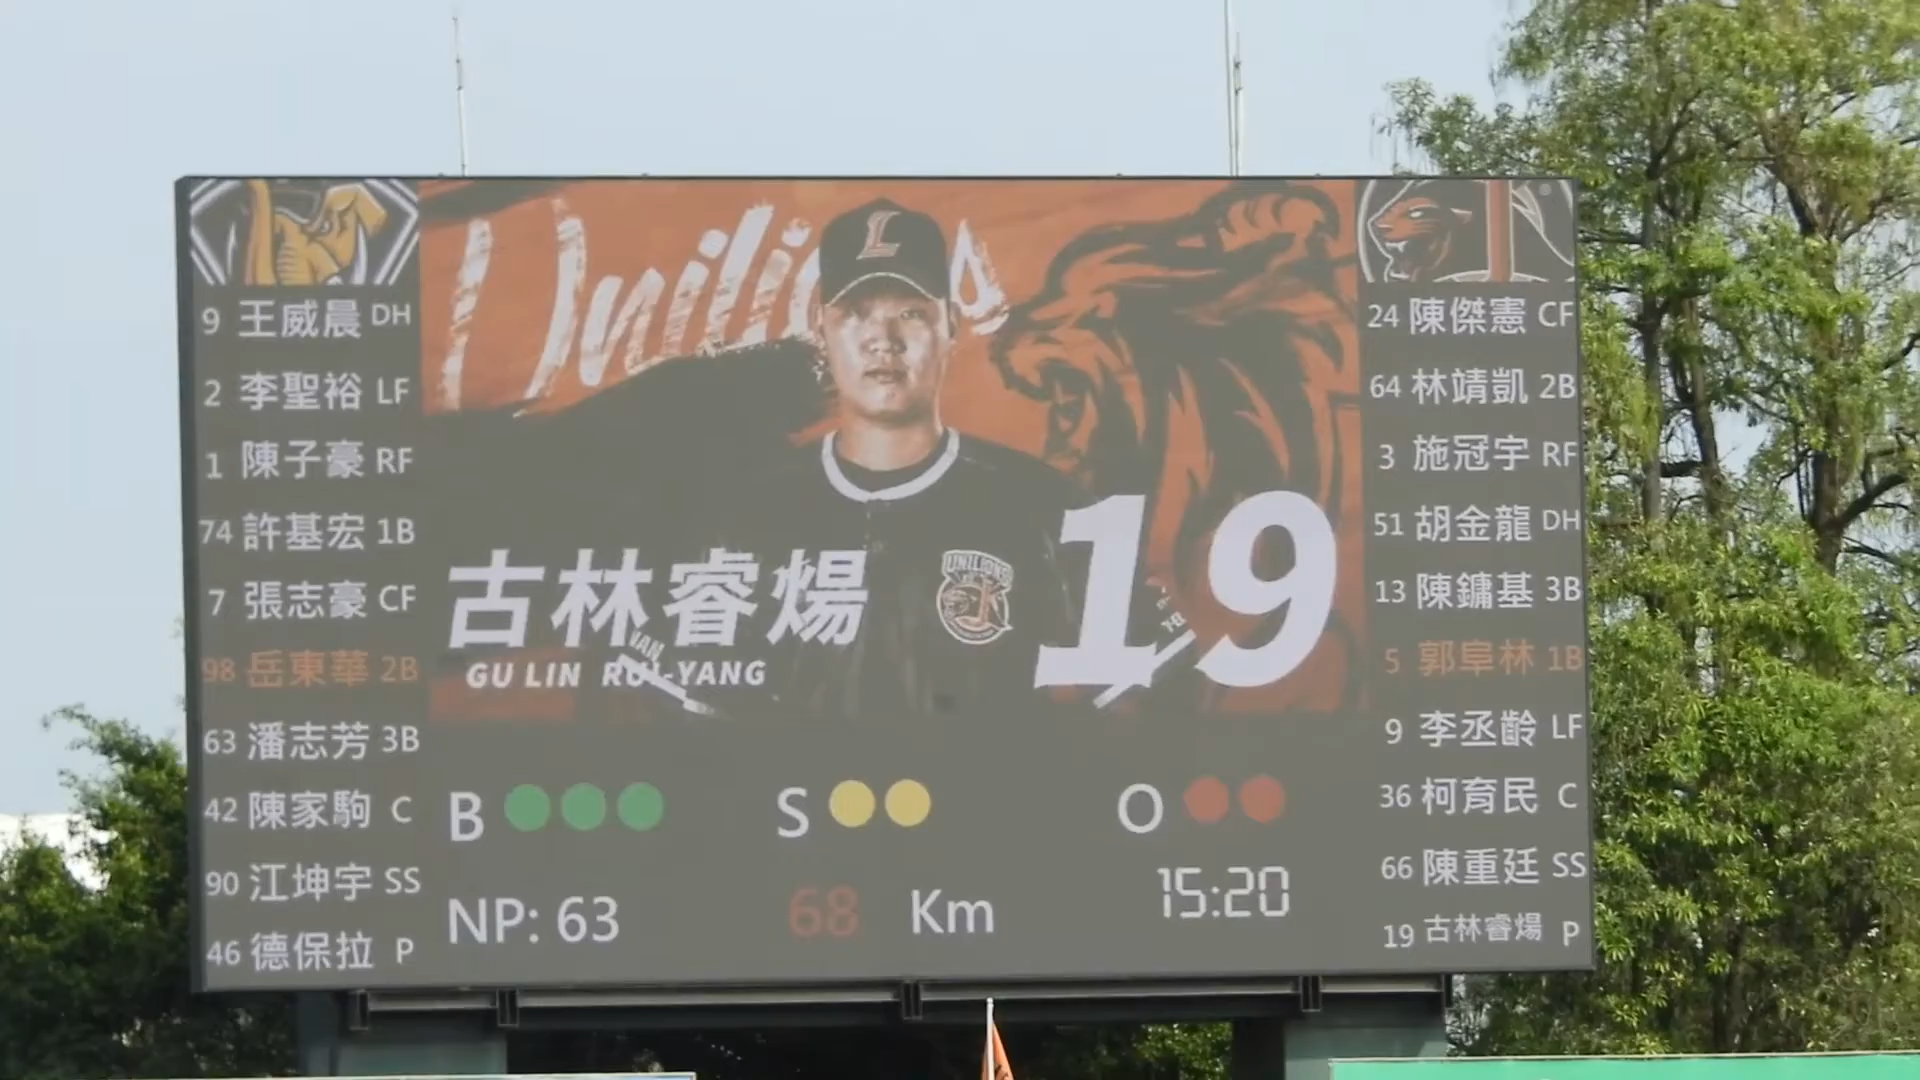 Unilions
9 王威晨 DH
2 李聖裕 LF
1 陳子豪 RF
74 許基宏 1B
7 張志豪 CF
98 岳東華 2B
63 潘志芳 3B
42 陳家駒 C
90 江坤宇 SS
46 德保拉 P
L
UNILIONS
古林睿煬
GU LIN RUI-YANG
19
B
S
O
NP: 63
68 Km
15:20
24 陳傑憲 CF
64 林靖凱 2B
3 施冠宇 RF
51 胡金龍 DH
13 陳鏞基 3B
5 郭阜林 1B
9 李丞齡 LF
36 柯育民 C
66 陳重廷 SS
19 古林睿煬 P